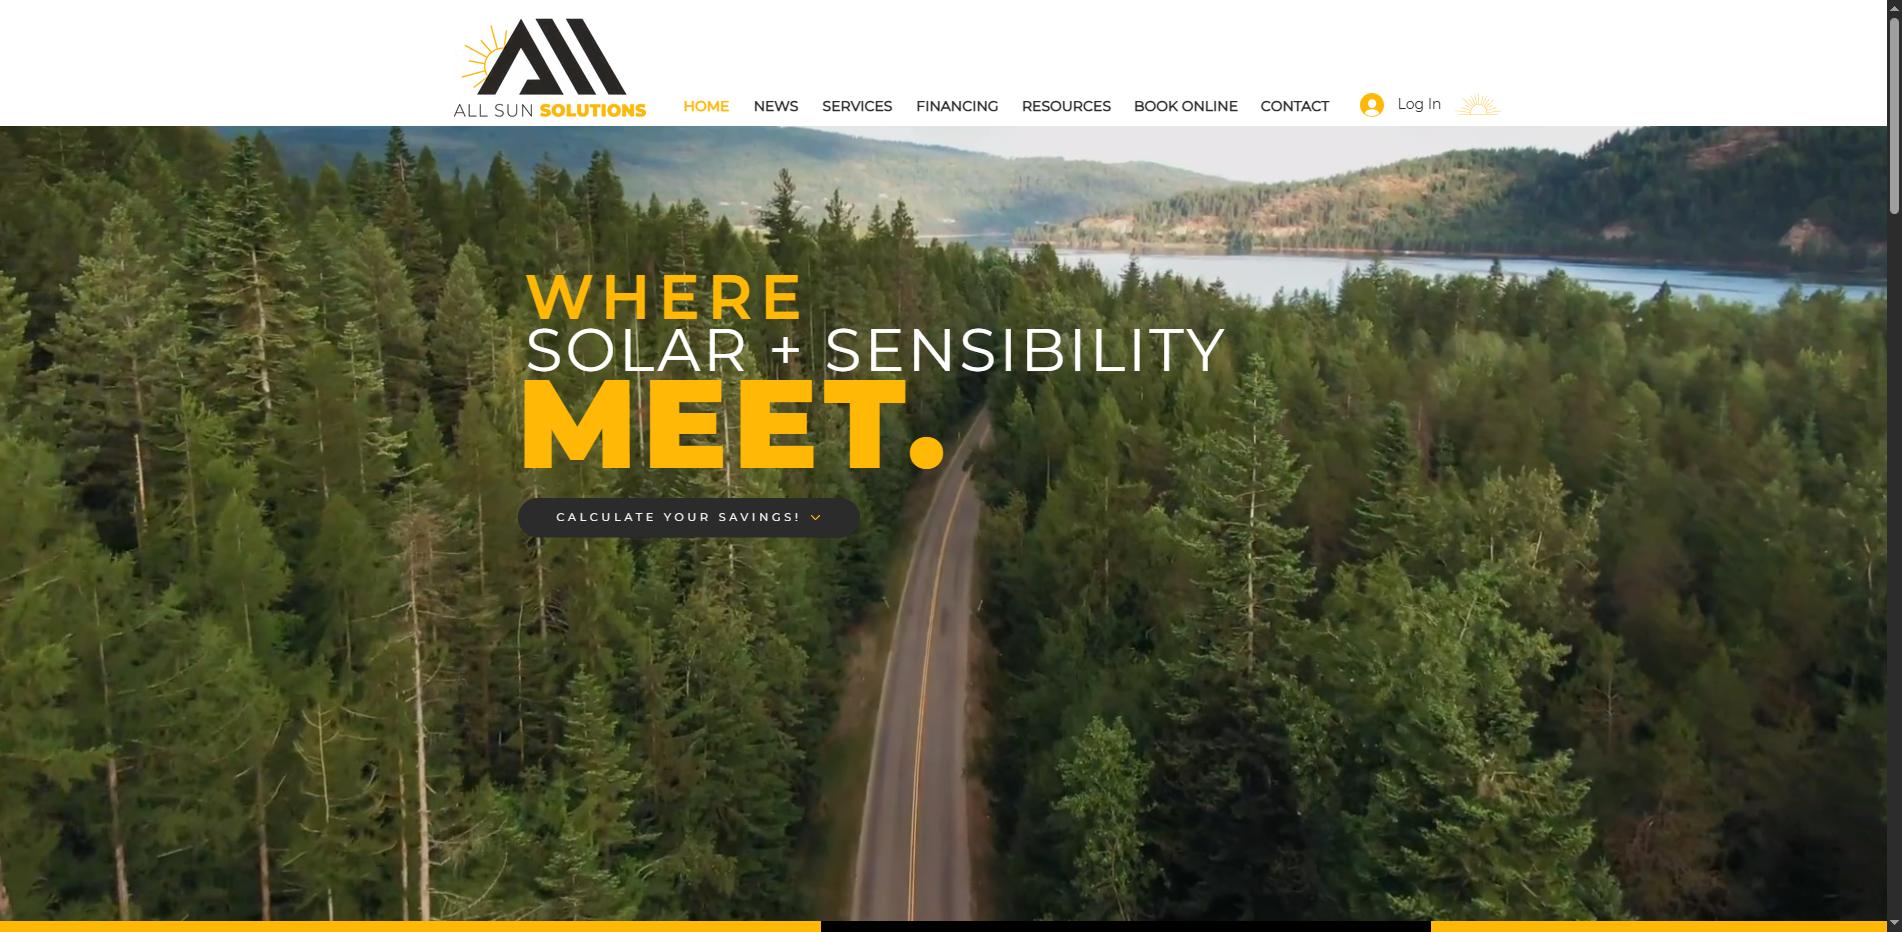 ALL SUN SOLUTIONS
HOME NEWS SERVICES FINANCING RESOURCES BOOK ONLINE CONTACT Log In
WHERE
SOLAR + SENSIBILITY
MEET.
CALCULATE YOUR SAVINGS!